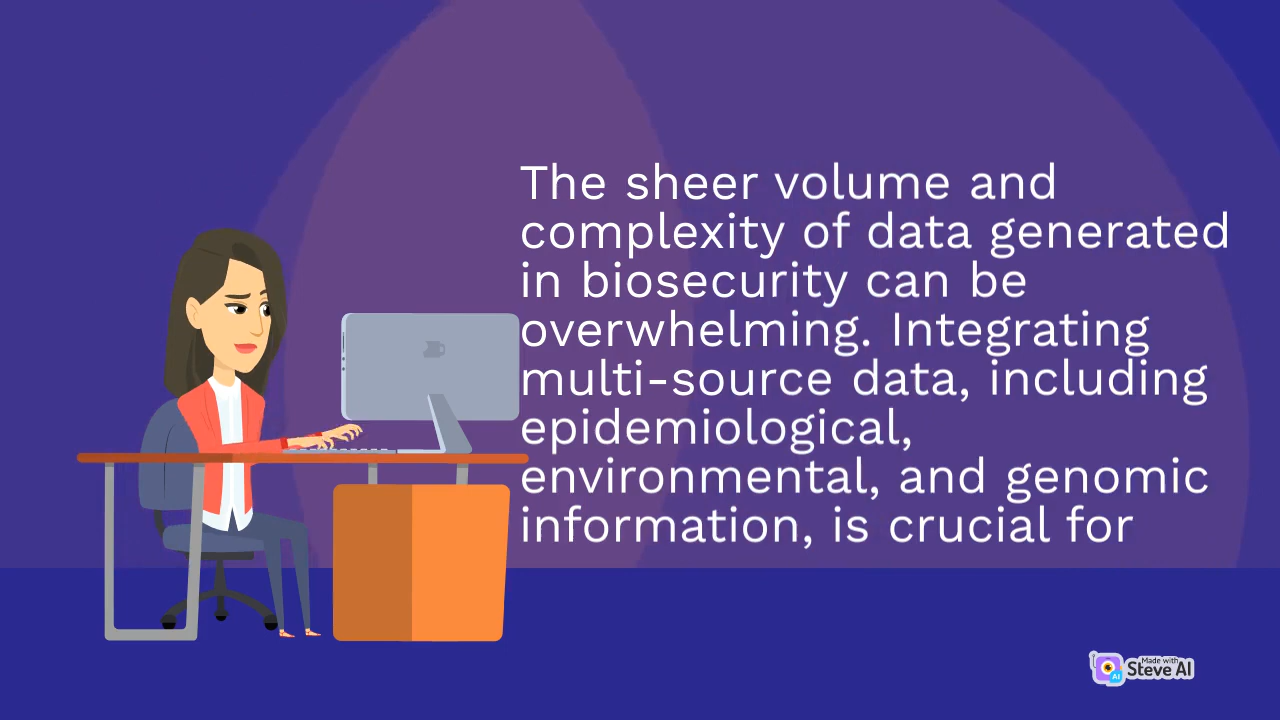 The sheer volume and
complexity of data generated
in biosecurity can be
overwhelming. Integrating
multi-source data, including
epidemiological,
environmental, and genomic
information, is crucial for
Made with
Steve AI
AI